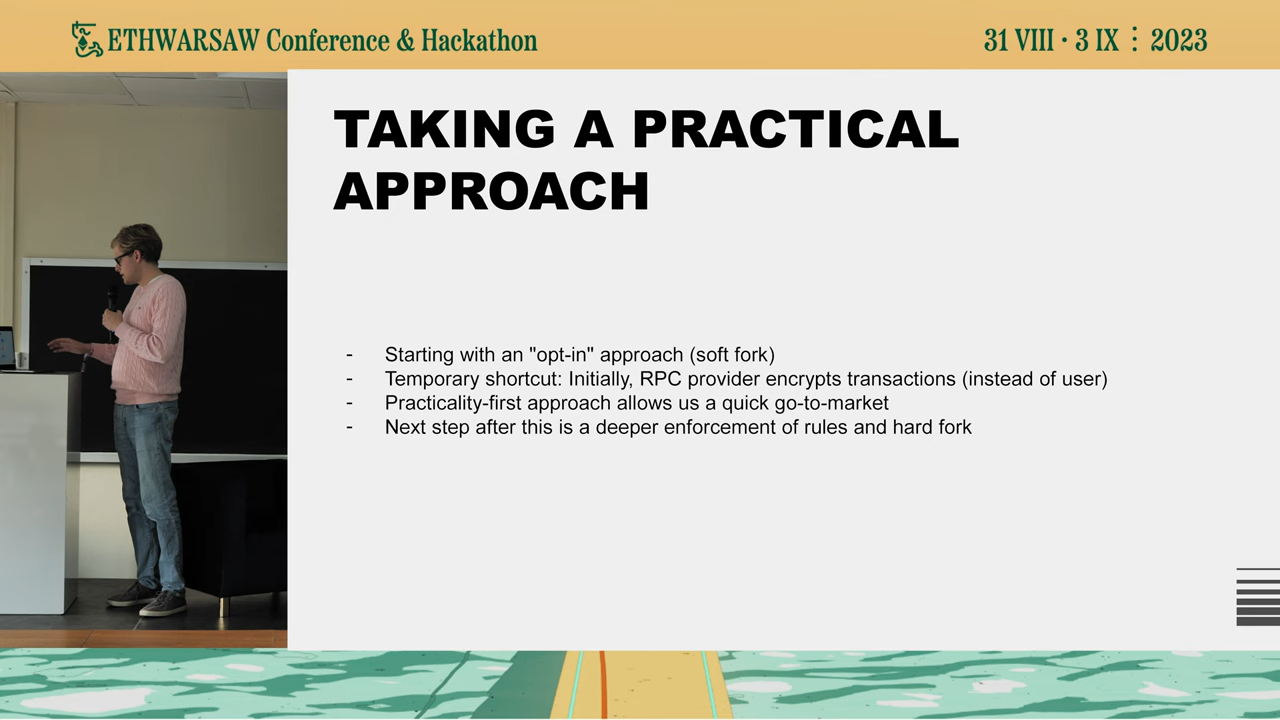 ETHWARSAW Conference & Hackathon
31 VIII · 3 IX ⋮ 2023
TAKING A PRACTICAL
APPROACH
- Starting with an "opt-in" approach (soft fork)
- Temporary shortcut: Initially, RPC provider encrypts transactions (instead of user)
- Practicality-first approach allows us a quick go-to-market
- Next step after this is a deeper enforcement of rules and hard fork